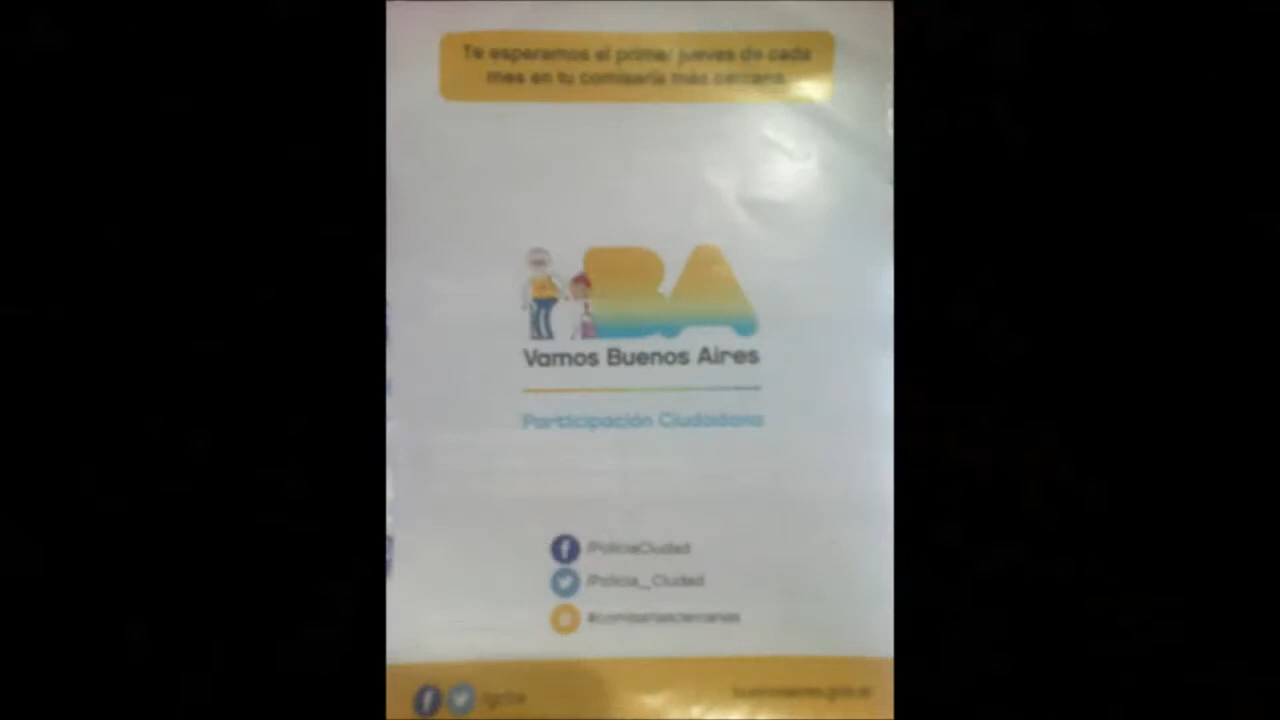 Te esperamos el primer jueves de cada
mes en tu comisaría más cercana.
BA
Vamos Buenos Aires
Participación Ciudadana
/PoliciaCiudad
/Policia_Ciudad
#comisariascercanas
/gcba
buenosaires.gob.ar